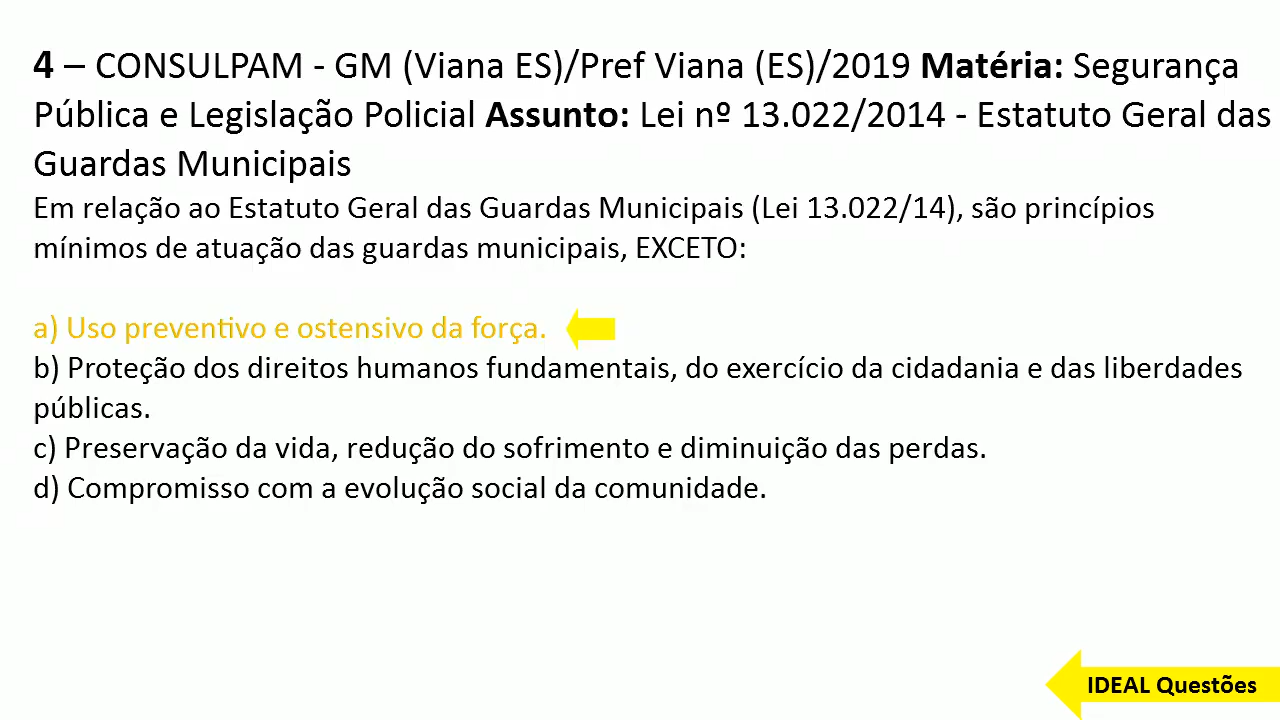 4 – CONSULPAM - GM (Viana ES)/Pref Viana (ES)/2019 Matéria: Segurança
Pública e Legislação Policial Assunto: Lei nº 13.022/2014 - Estatuto Geral das
Guardas Municipais
Em relação ao Estatuto Geral das Guardas Municipais (Lei 13.022/14), são princípios
mínimos de atuação das guardas municipais, EXCETO:
a) Uso preventivo e ostensivo da força.
b) Proteção dos direitos humanos fundamentais, do exercício da cidadania e das liberdades
públicas.
c) Preservação da vida, redução do sofrimento e diminuição das perdas.
d) Compromisso com a evolução social da comunidade.
IDEAL Questões